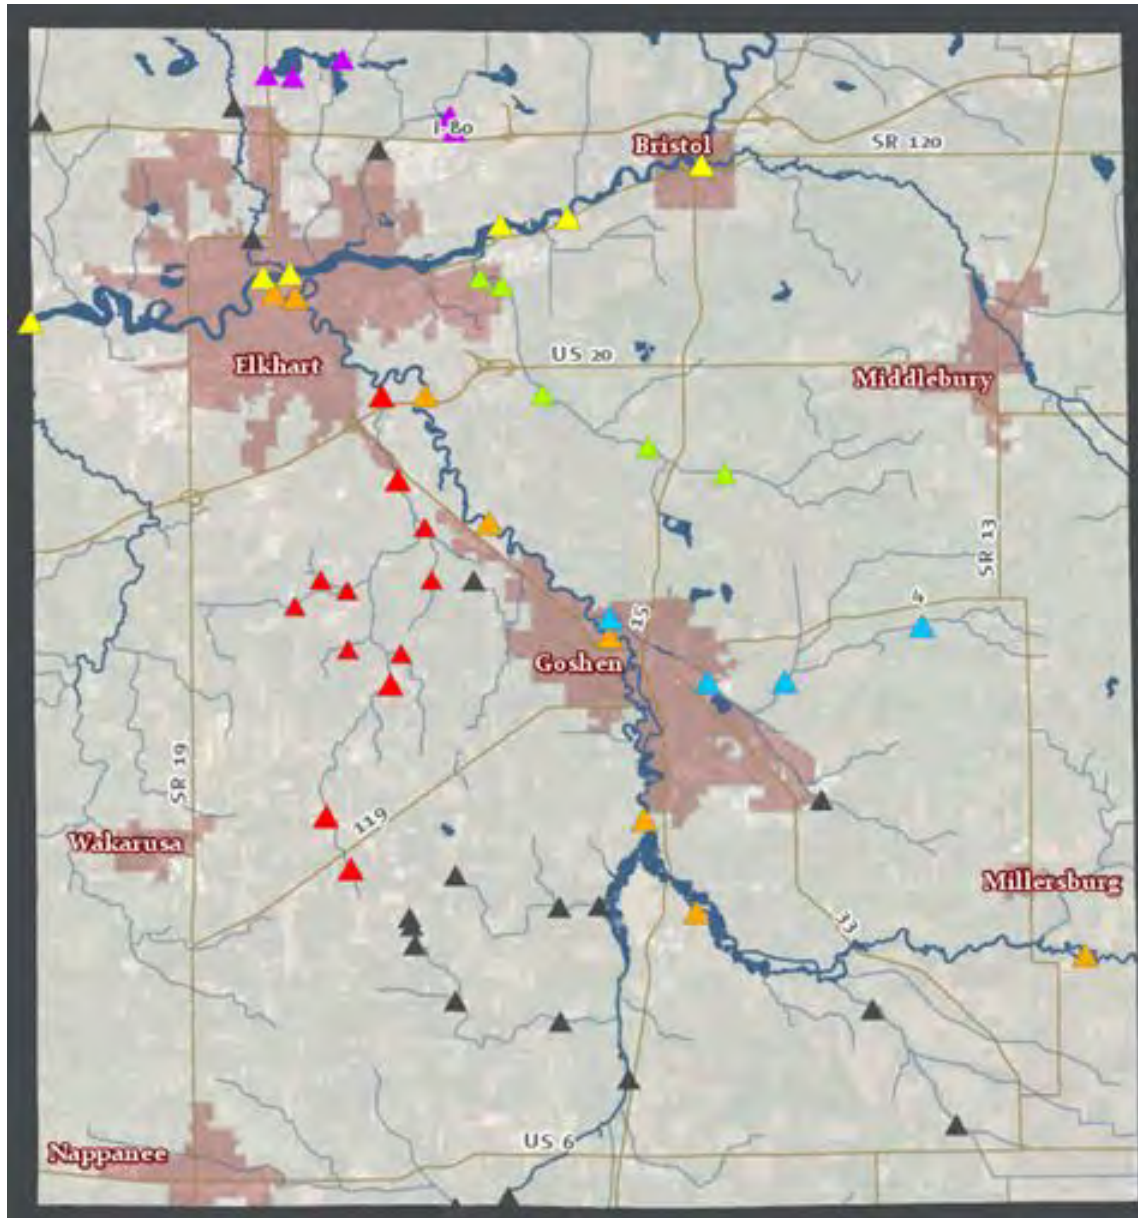 I-80
Bristol
SR 120
US 20
Elkhart
Middlebury
SR 13
4
15
Goshen
SR 19
119
Wakarusa
Millersburg
33
US 6
Nappanee